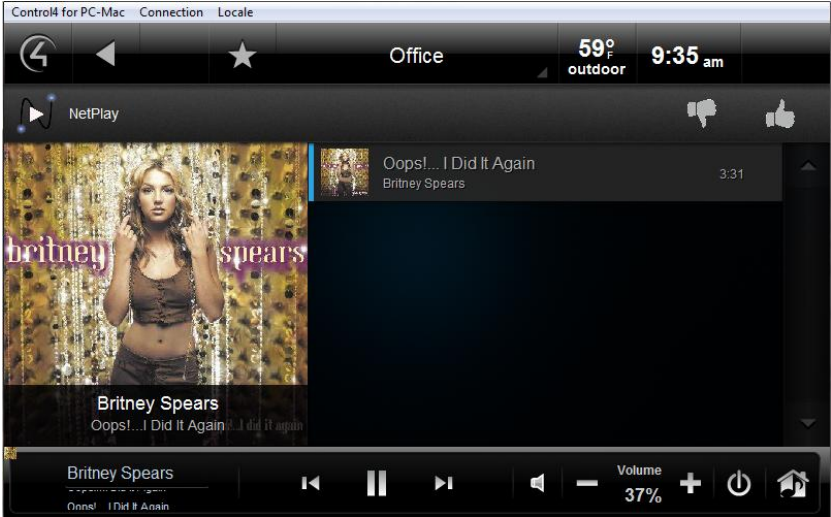 Control4 for PC-Mac Connection Locale
Office
59°F
outdoor
9:35 am
NetPlay
Oops!... I Did It Again
Britney Spears
3:31
britney spears
Britney Spears
Oops!...I Did It Again
Britney Spears
Oops!...I Did It Again
Volume
37%